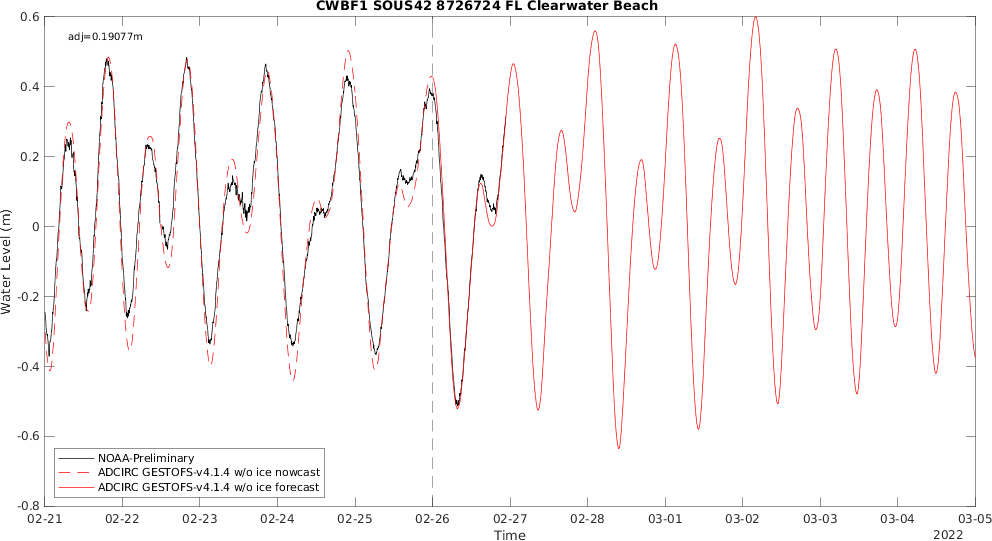 CWBF1 SOUS42 8726724 FL Clearwater Beach
adj=0.19077m
0.6
0.4
0.2
0
-0.2
-0.4
-0.6
-0.8
Water Level (m)
NOAA-Preliminary
ADCIRC GESTOFS-v4.1.4 w/o ice nowcast
ADCIRC GESTOFS-v4.1.4 w/o ice forecast
02-21 02-22 02-23 02-24 02-25 02-26 02-27 02-28 03-01 03-02 03-03 03-04 03-05
Time
2022